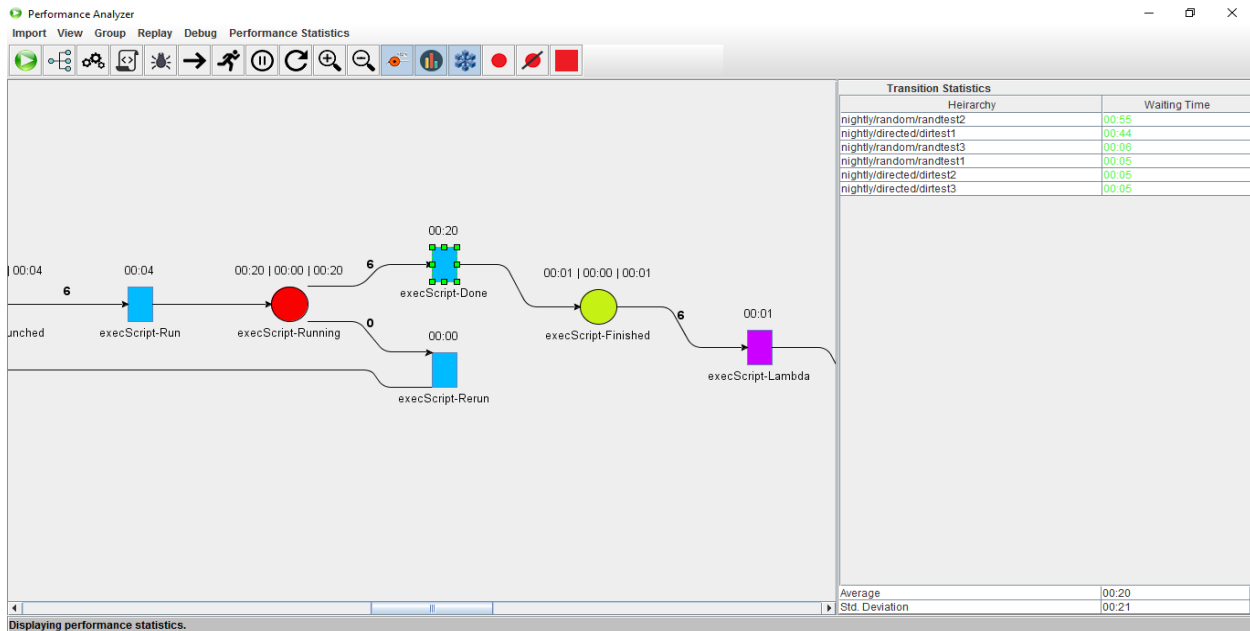 Performance Analyzer
Import View Group Replay Debug Performance Statistics
Transition Statistics
Heirarchy Waiting Time
nightly/random/randtest2 00:55
nightly/directed/dirtest1 00:44
nightly/random/randtest3 00:06
nightly/random/randtest1 00:05
nightly/directed/dirtest2 00:05
nightly/directed/dirtest3 00:05
00:20
| 00:04 00:04 00:20 | 00:00 | 00:20 6 00:01 | 00:00 | 00:01
6 execScript-Done
unched execScript-Run execScript-Running 0 00:00 execScript-Finished 6 00:01
execScript-Lambda
execScript-Rerun
Average 00:20
Std. Deviation 00:21
Displaying performance statistics.